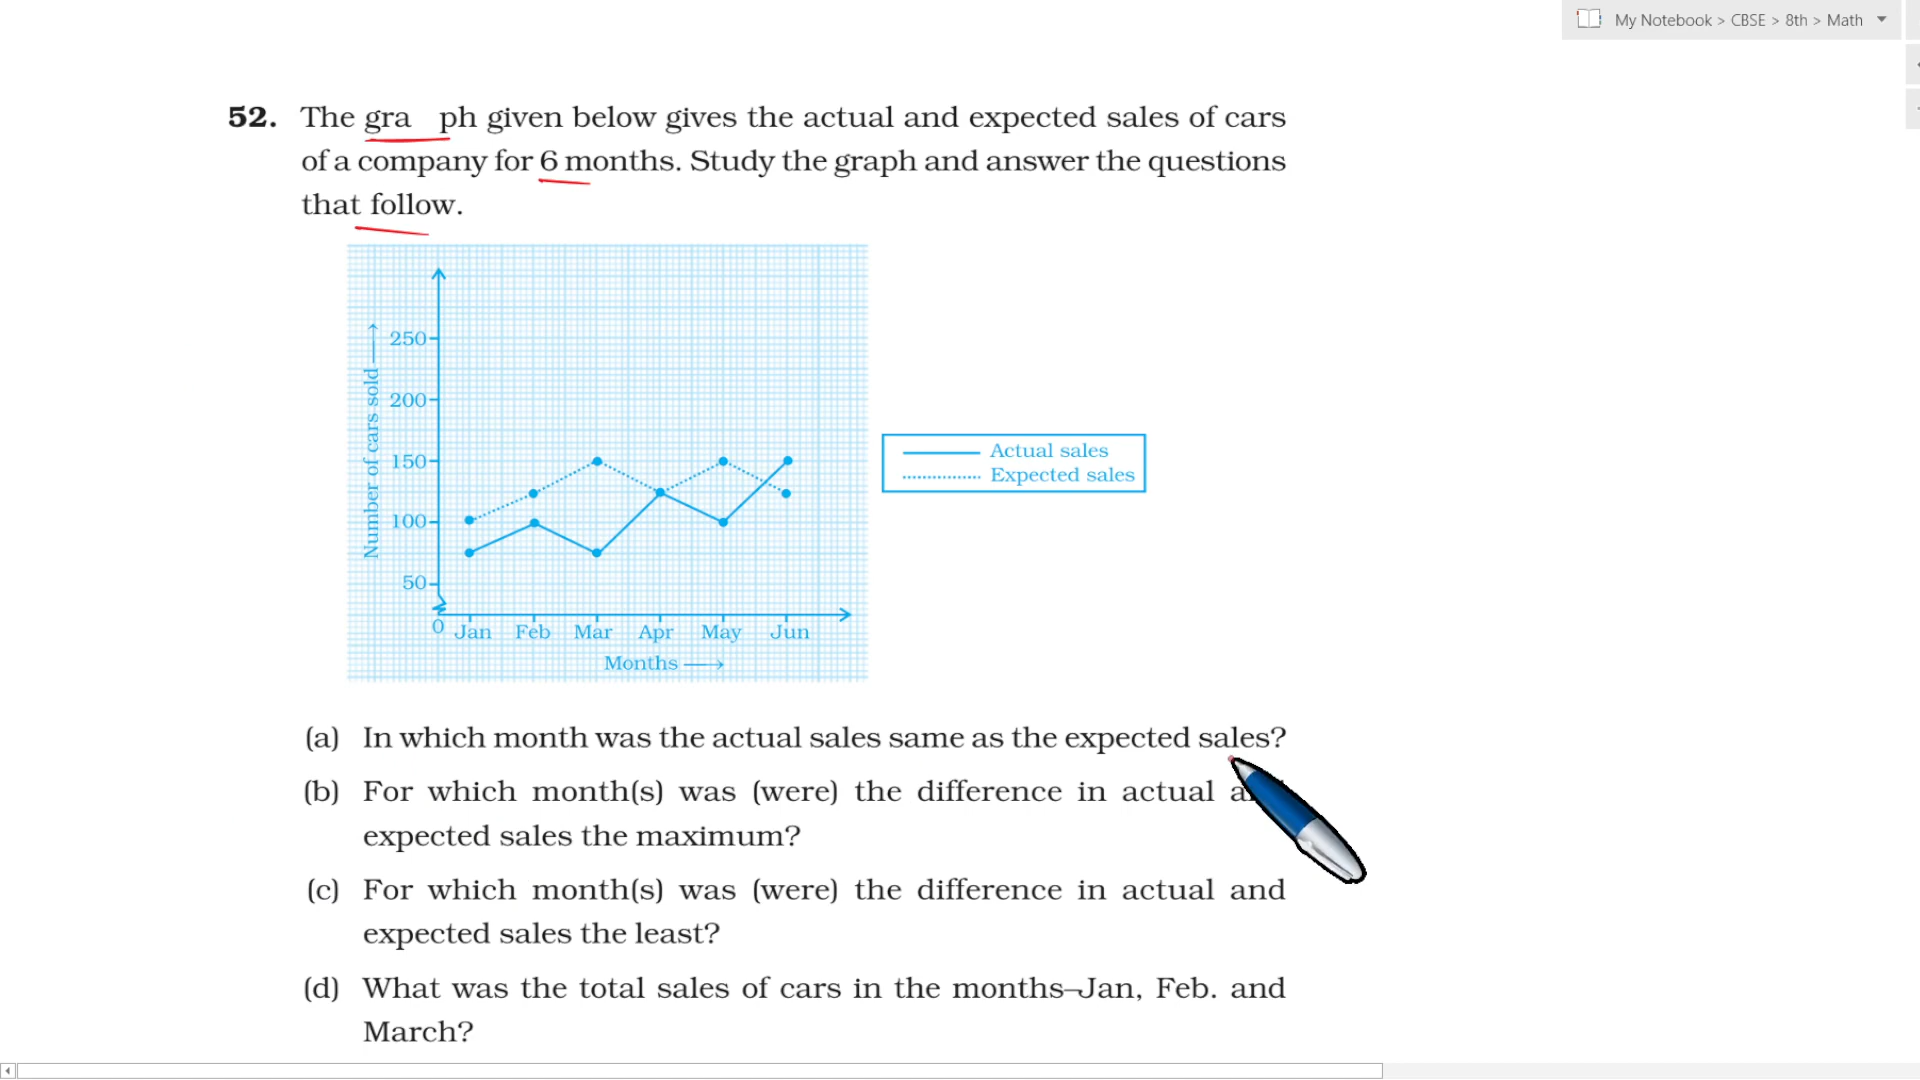 My Notebook > CBSE > 8th > Math
52. The gra ph given below gives the actual and expected sales of cars
of a company for 6 months. Study the graph and answer the questions
that follow.
Number of cars sold
250
200
150
100
50
0
Jan Feb Mar Apr May Jun
Months
Actual sales
Expected sales
(a) In which month was the actual sales same as the expected sales?
(b) For which month(s) was (were) the difference in actual
expected sales the maximum?
(c) For which month(s) was (were) the difference in actual and
expected sales the least?
(d) What was the total sales of cars in the months–Jan, Feb. and
March?